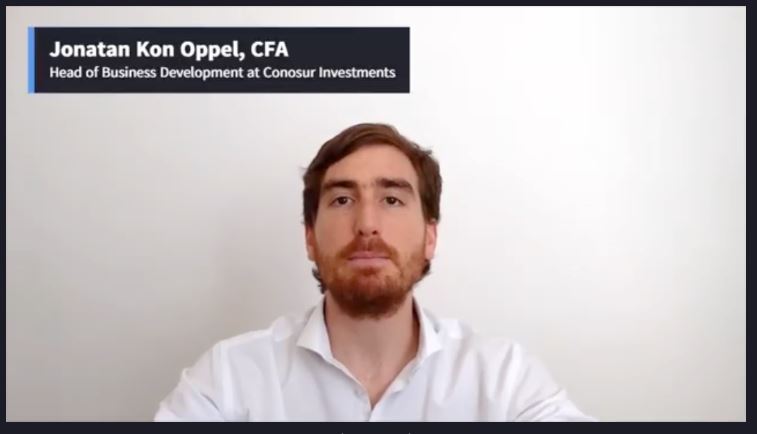 Jonatan Kon Oppel, CFA
Head of Business Development at Conosur Investments